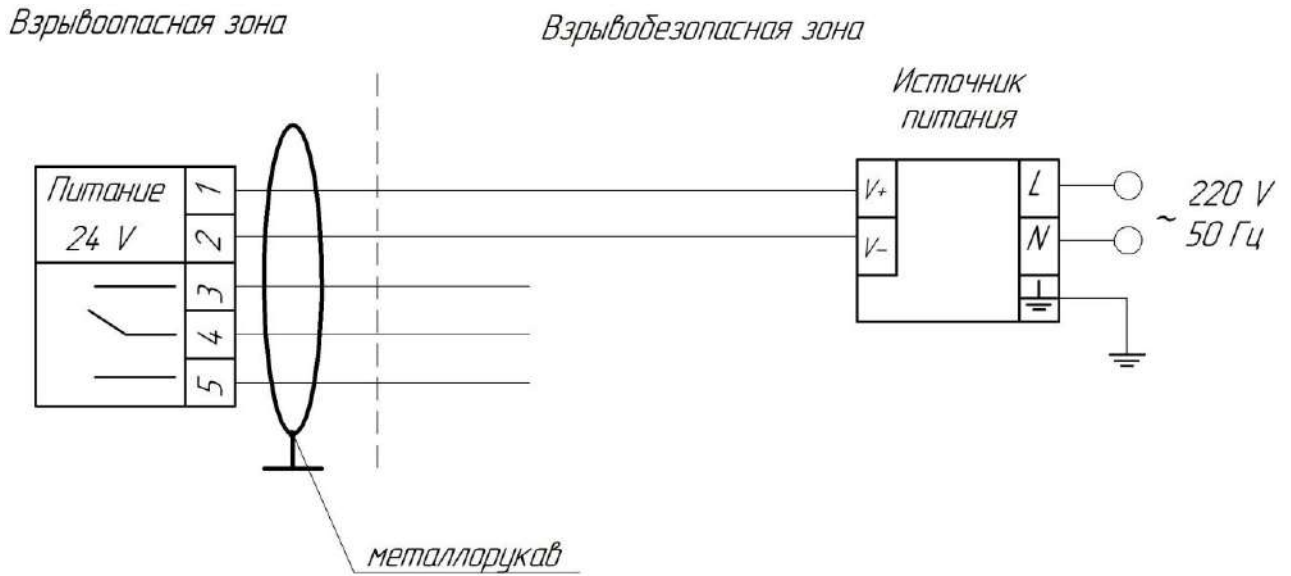 Взрывоопасная зона
Взрывобезопасная зона
Источник
питания
Питание
24 V
1
2
3
4
5
V+
V-
L
N
~
220 V
50 Гц
металлорукав